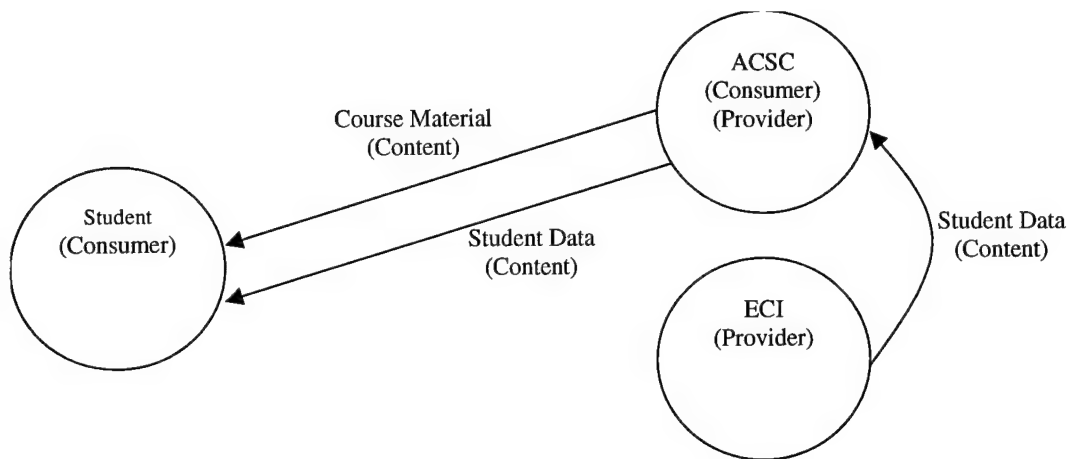 ACSC
(Consumer)
(Provider)
Course Material
(Content)
Student
(Consumer)
Student Data
(Content)
Student Data
(Content)
ECI
(Provider)